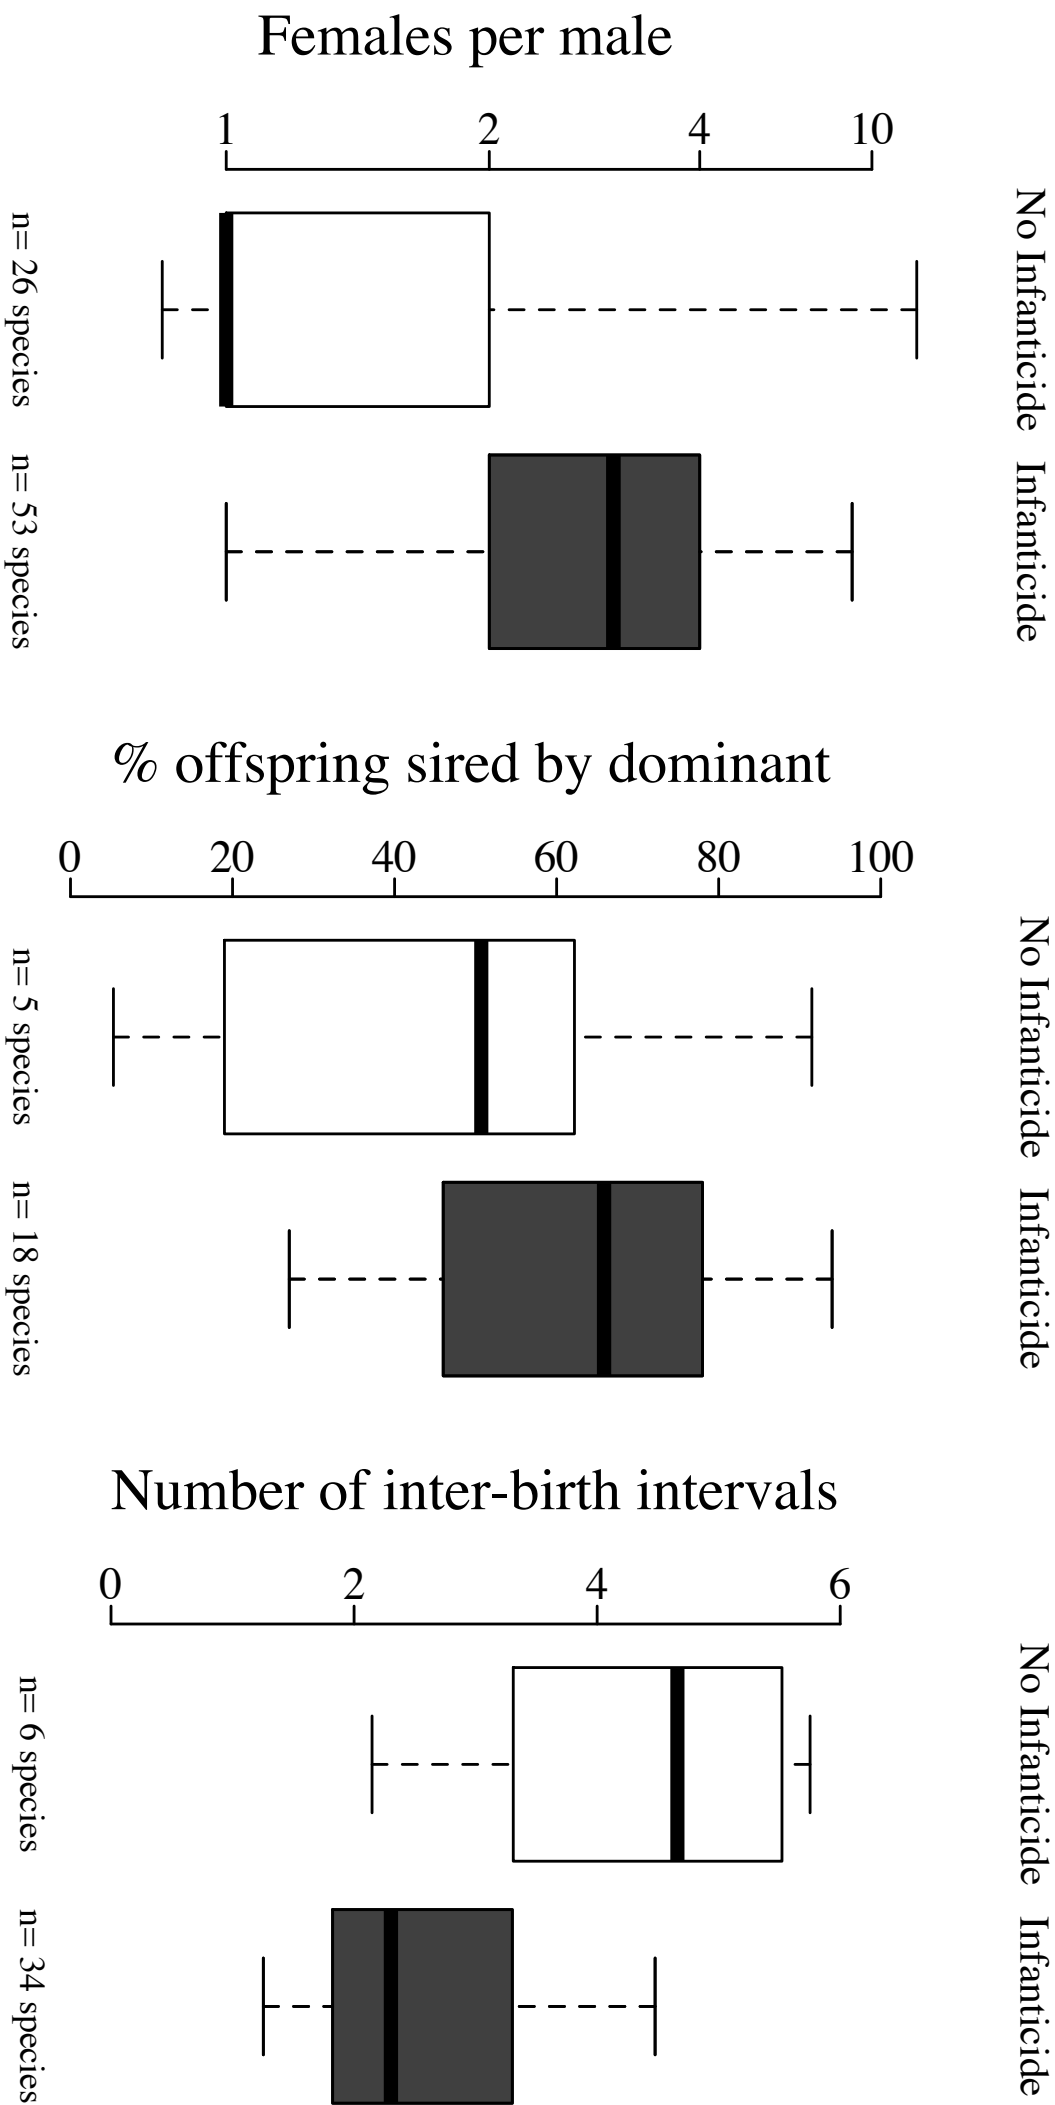 Females per male
1 2 4 10
No Infanticide
n= 26 species
Infanticide
n= 53 species
% offspring sired by dominant
0 20 40 60 80 100
No Infanticide
n= 5 species
Infanticide
n= 18 species
Number of inter-birth intervals
0 2 4 6
No Infanticide
n= 6 species
Infanticide
n= 34 species